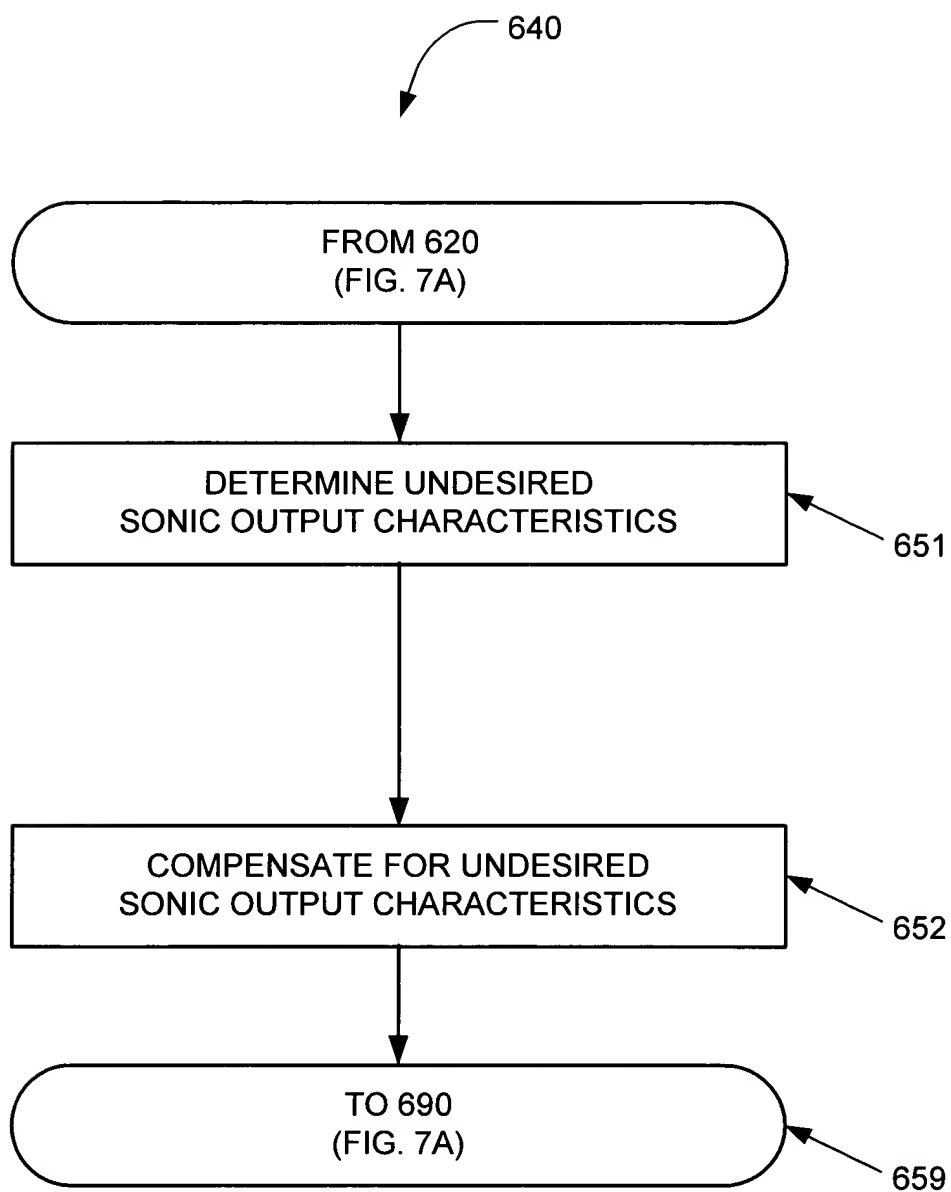 640
FROM 620
(FIG. 7A)
DETERMINE UNDESIRED
SONIC OUTPUT CHARACTERISTICS
651
COMPENSATE FOR UNDESIRED
SONIC OUTPUT CHARACTERISTICS
652
TO 690
(FIG. 7A)
659